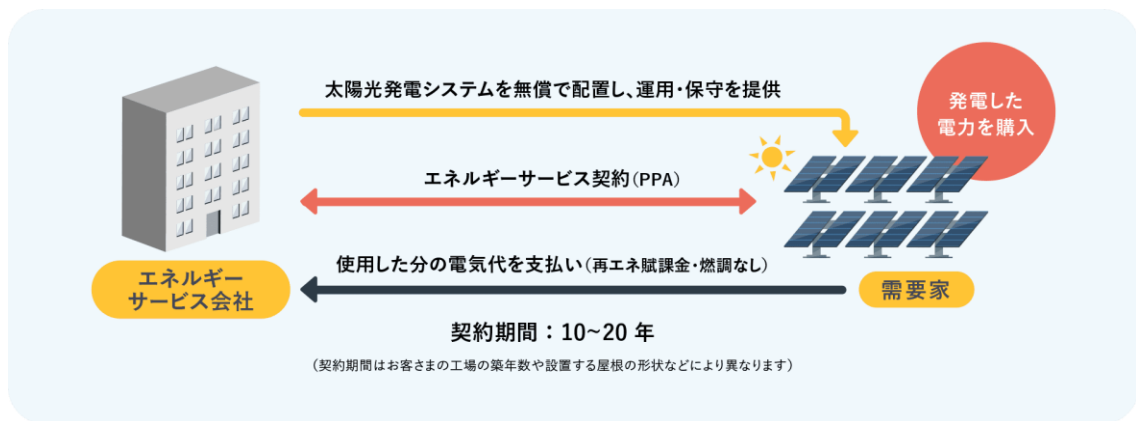 太陽光発電システムを無償で配置し、運用・保守を提供
発電した
電力を購入
エネルギーサービス契約(PPA)
使用した分の電気代を支払い(再エネ賦課金・燃調なし)
エネルギー
サービス会社
需要家
契約期間：10~20 年
(契約期間はお客さまの工場の築年数や設置する屋根の形状などにより異なります)